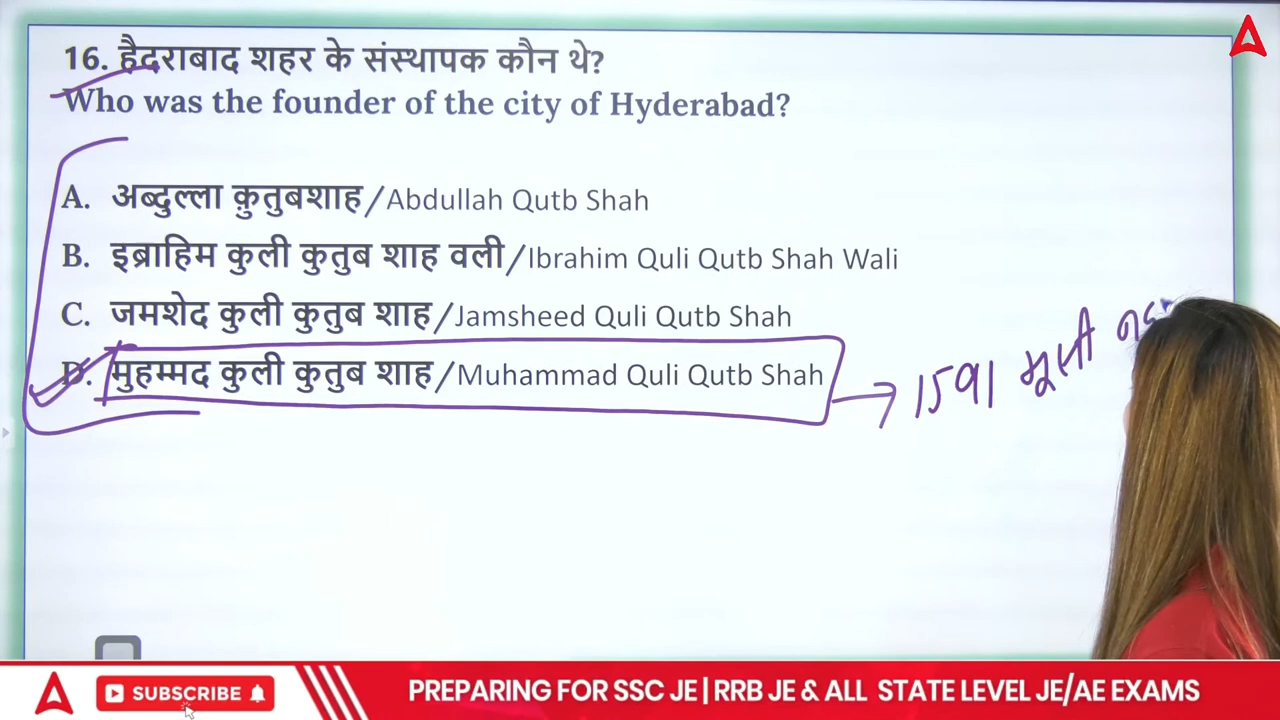 16. हैदराबाद शहर के संस्थापक कौन थे?
Who was the founder of the city of Hyderabad?
A. अब्दुल्ला क़ुतुबशाह/Abdullah Qutb Shah
B. इब्राहिम कुली कुतुब शाह वली/Ibrahim Quli Qutb Shah Wali
C. जमशेद कुली कुतुब शाह/Jamsheed Quli Qutb Shah
D. मुहम्मद कुली कुतुब शाह/Muhammad Quli Qutb Shah
1591 मूसी
SUBSCRIBE
PREPARING FOR SSC JE | RRB JE & ALL STATE LEVEL JE/AE EXAMS